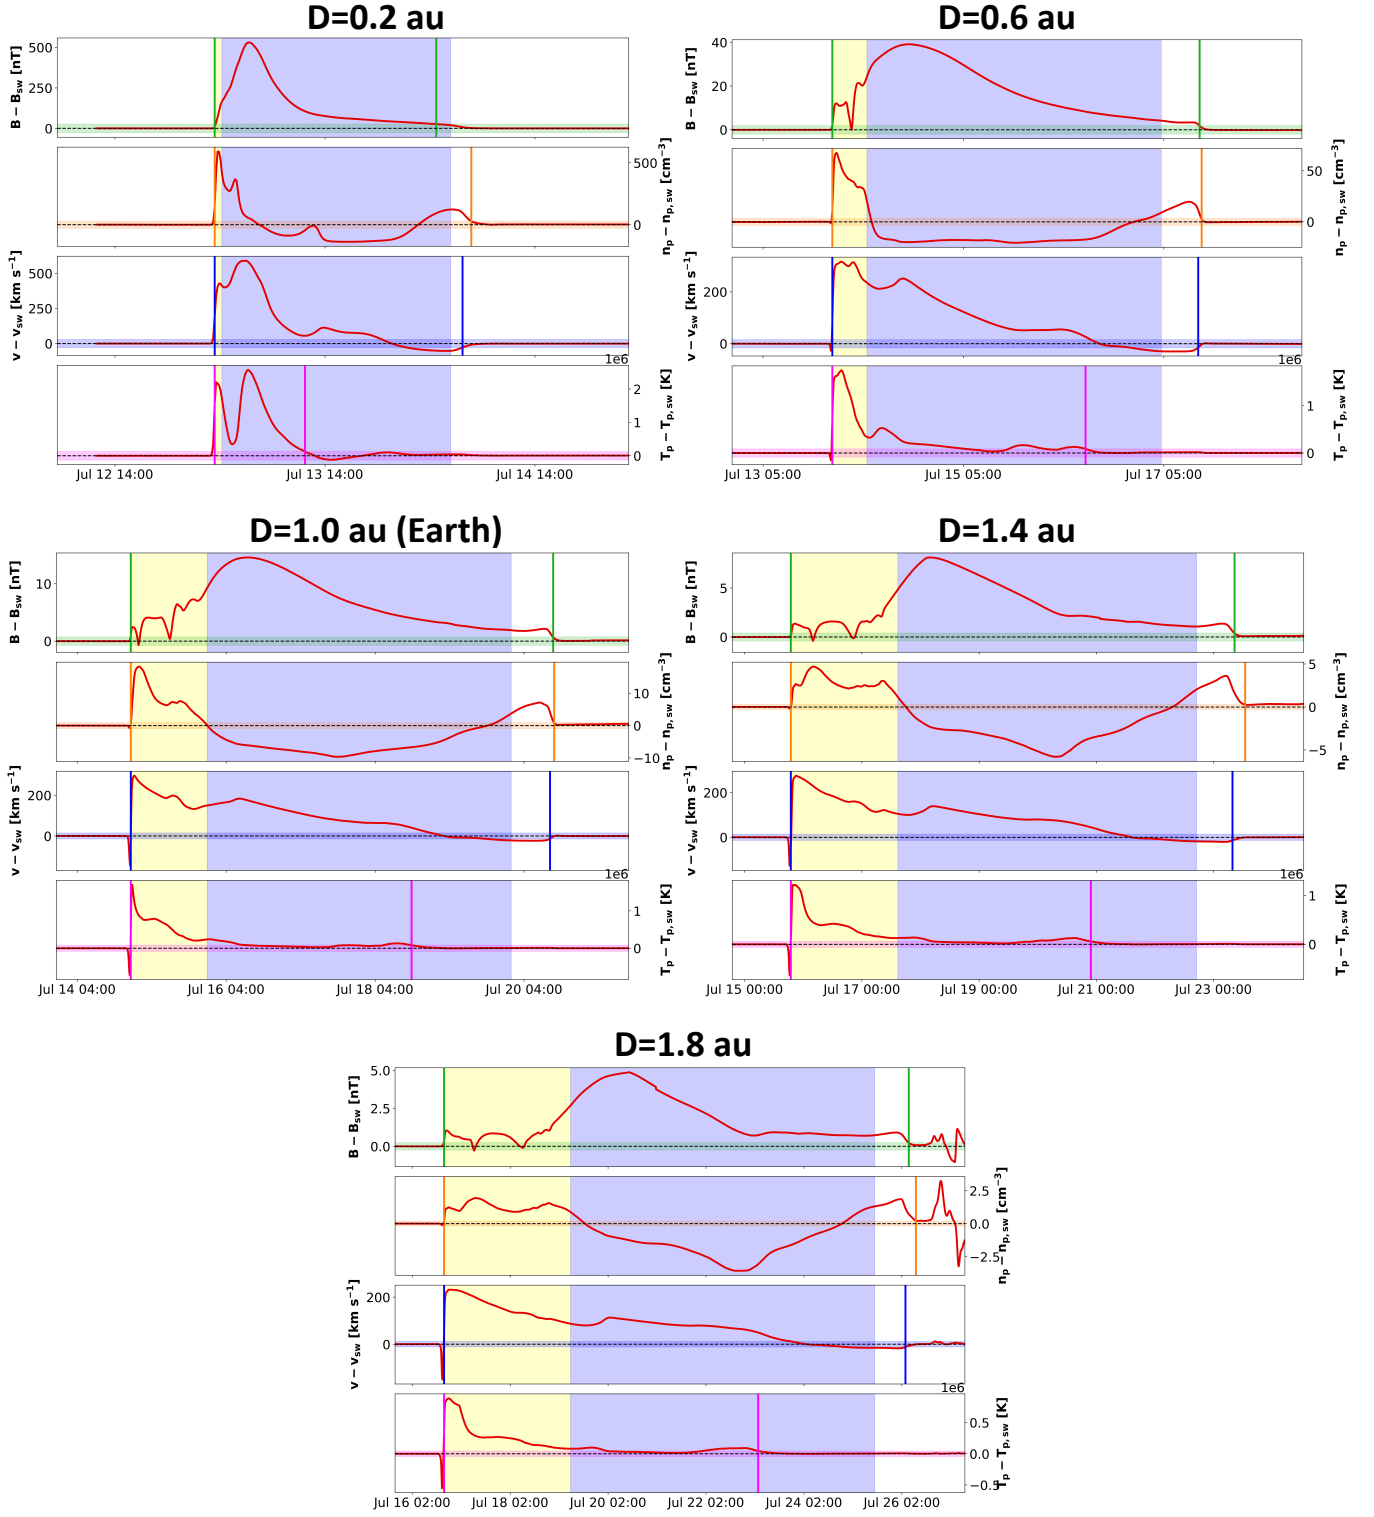 D=0.2 au
B − B_sw [nT]
500
250
0
n_p − n_p,sw [cm⁻³]
500
0
v − v_sw [km s⁻¹]
500
250
0
1e6
T_p − T_p,sw [K]
2
1
0
Jul 12 14:00 Jul 13 14:00 Jul 14 14:00
D=0.6 au
B − B_sw [nT]
40
20
0
n_p − n_p,sw [cm⁻³]
50
0
v − v_sw [km s⁻¹]
200
0
1e6
T_p − T_p,sw [K]
1
0
Jul 13 05:00 Jul 15 05:00 Jul 17 05:00
D=1.0 au (Earth)
B − B_sw [nT]
10
0
n_p − n_p,sw [cm⁻³]
10
0
−10
v − v_sw [km s⁻¹]
200
0
1e6
T_p − T_p,sw [K]
1
0
Jul 14 04:00 Jul 16 04:00 Jul 18 04:00 Jul 20 04:00
D=1.4 au
B − B_sw [nT]
5
0
n_p − n_p,sw [cm⁻³]
5
0
−5
v − v_sw [km s⁻¹]
200
0
1e6
T_p − T_p,sw [K]
1
0
Jul 15 00:00 Jul 17 00:00 Jul 19 00:00 Jul 21 00:00 Jul 23 00:00
D=1.8 au
B − B_sw [nT]
5.0
2.5
0.0
n_p − n_p,sw [cm⁻³]
2.5
0.0
−2.5
v − v_sw [km s⁻¹]
200
0
1e6
T_p − T_p,sw [K]
0.5
0.0
−0.5
Jul 16 02:00 Jul 18 02:00 Jul 20 02:00 Jul 22 02:00 Jul 24 02:00 Jul 26 02:00